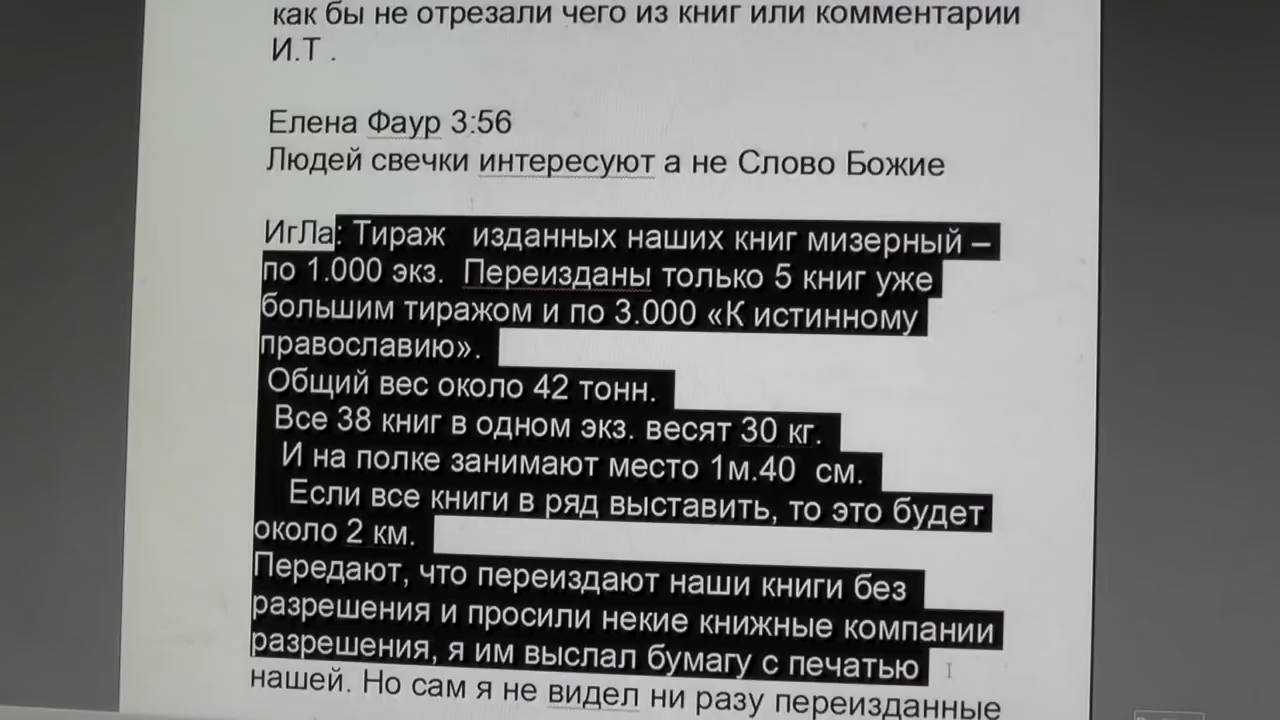 как бы не отрезали чего из книг или комментарии
И.Т .
Елена Фаур 3:56
Людей свечки интересуют а не Слово Божие
ИгЛа: Тираж изданных наших книг мизерный –
по 1.000 экз. Переизданы только 5 книг уже
большим тиражом и по 3.000 «К истинному
православию».
Общий вес около 42 тонн.
Все 38 книг в одном экз. весят 30 кг.
И на полке занимают место 1м.40 см.
Если все книги в ряд выставить, то это будет
около 2 км.
Передают, что переиздают наши книги без
разрешения и просили некие книжные компании
разрешения, я им выслал бумагу с печатью
нашей. Но сам я не видел ни разу переизданные